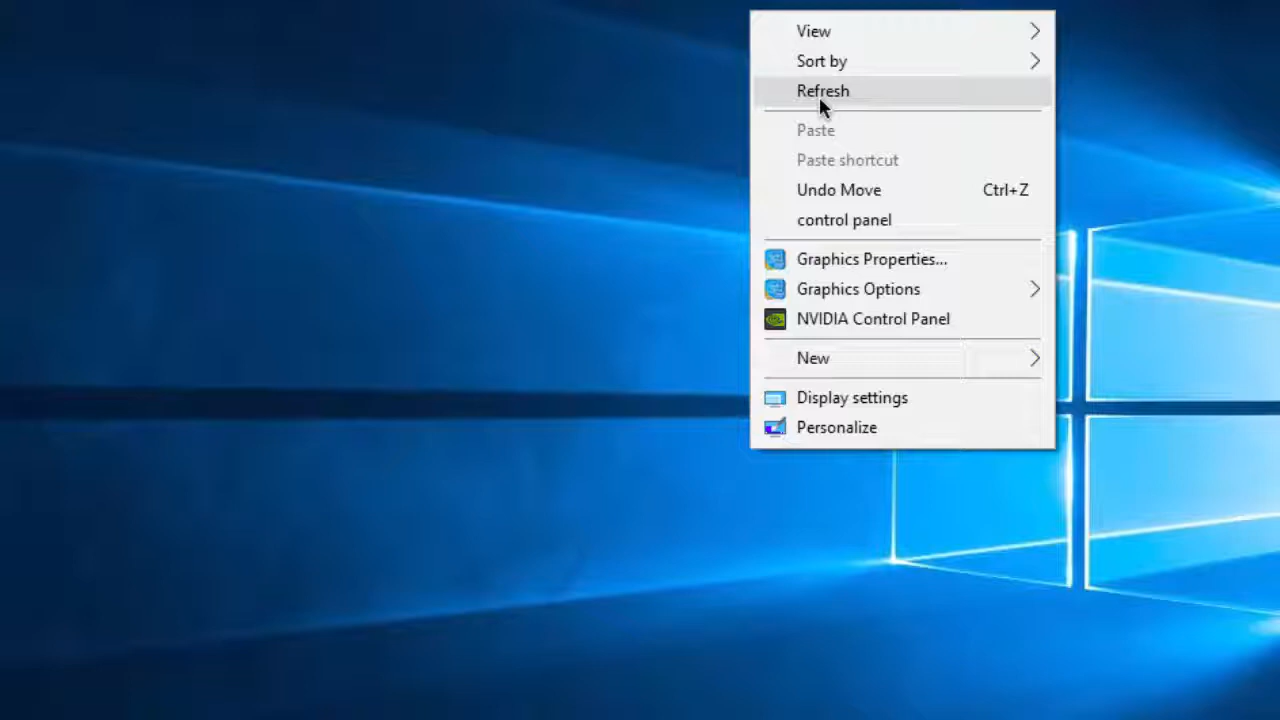 View
Sort by
Refresh
Paste
Paste shortcut
Undo Move Ctrl+Z
control panel
Graphics Properties...
Graphics Options
NVIDIA Control Panel
New
Display settings
Personalize